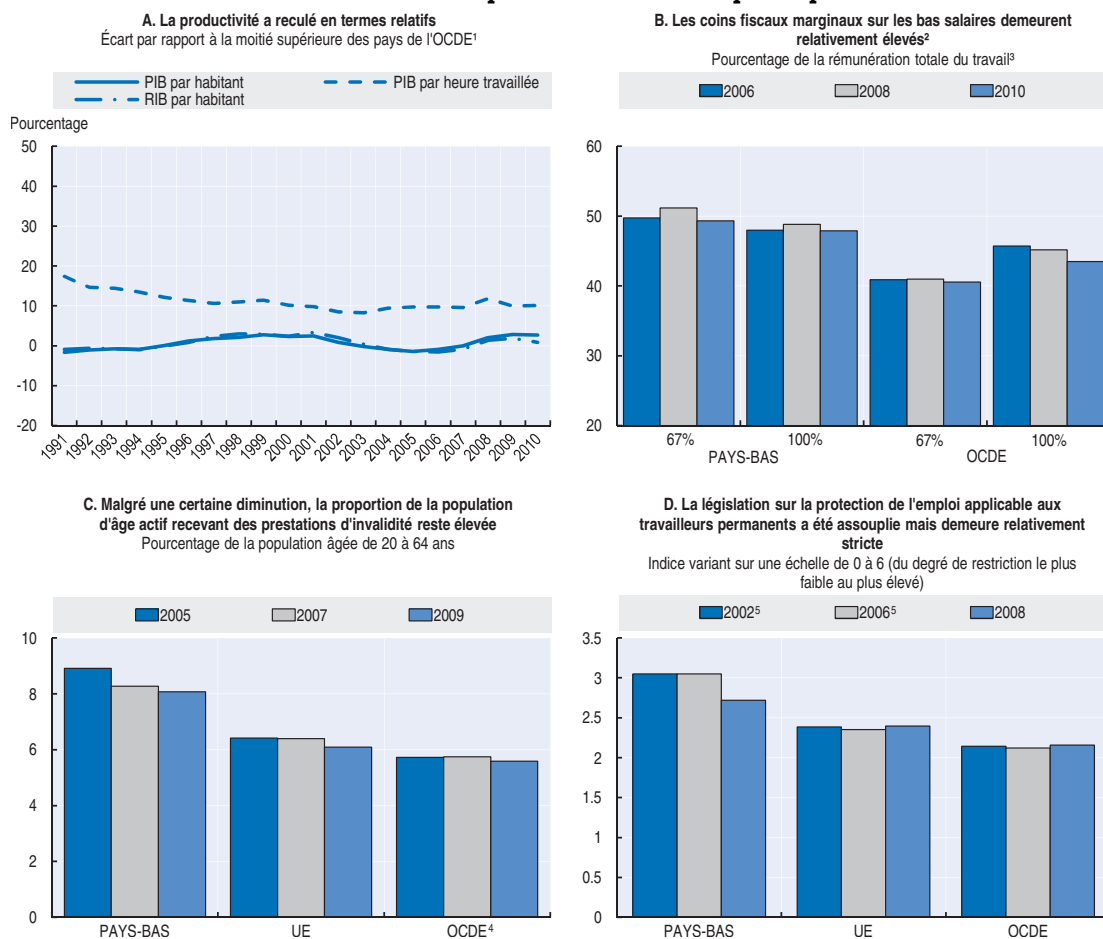 A. La productivité a reculé en termes relatifs
Écart par rapport à la moitié supérieure des pays de l'OCDE¹
PIB par habitant
PIB par heure travaillée
RIB par habitant
Pourcentage
50
40
30
20
10
0
-10
-20
1991 1992 1993 1994 1995 1996 1997 1998 1999 2000 2001 2002 2003 2004 2005 2006 2007 2008 2009 2010
B. Les coins fiscaux marginaux sur les bas salaires demeurent
relativement élevés²
Pourcentage de la rémunération totale du travail³
2006 2008 2010
60
50
40
30
20
67% 100% 67% 100%
PAYS-BAS OCDE
C. Malgré une certaine diminution, la proportion de la population
d'âge actif recevant des prestations d'invalidité reste élevée
Pourcentage de la population âgée de 20 à 64 ans
2005 2007 2009
10
8
6
4
2
0
PAYS-BAS UE OCDE⁴
D. La législation sur la protection de l'emploi applicable aux
travailleurs permanents a été assouplie mais demeure relativement
stricte
Indice variant sur une échelle de 0 à 6 (du degré de restriction le plus
faible au plus élevé)
2002⁵ 2006⁵ 2008
3.5
3
2.5
2
1.5
1
0.5
0
PAYS-BAS UE OCDE